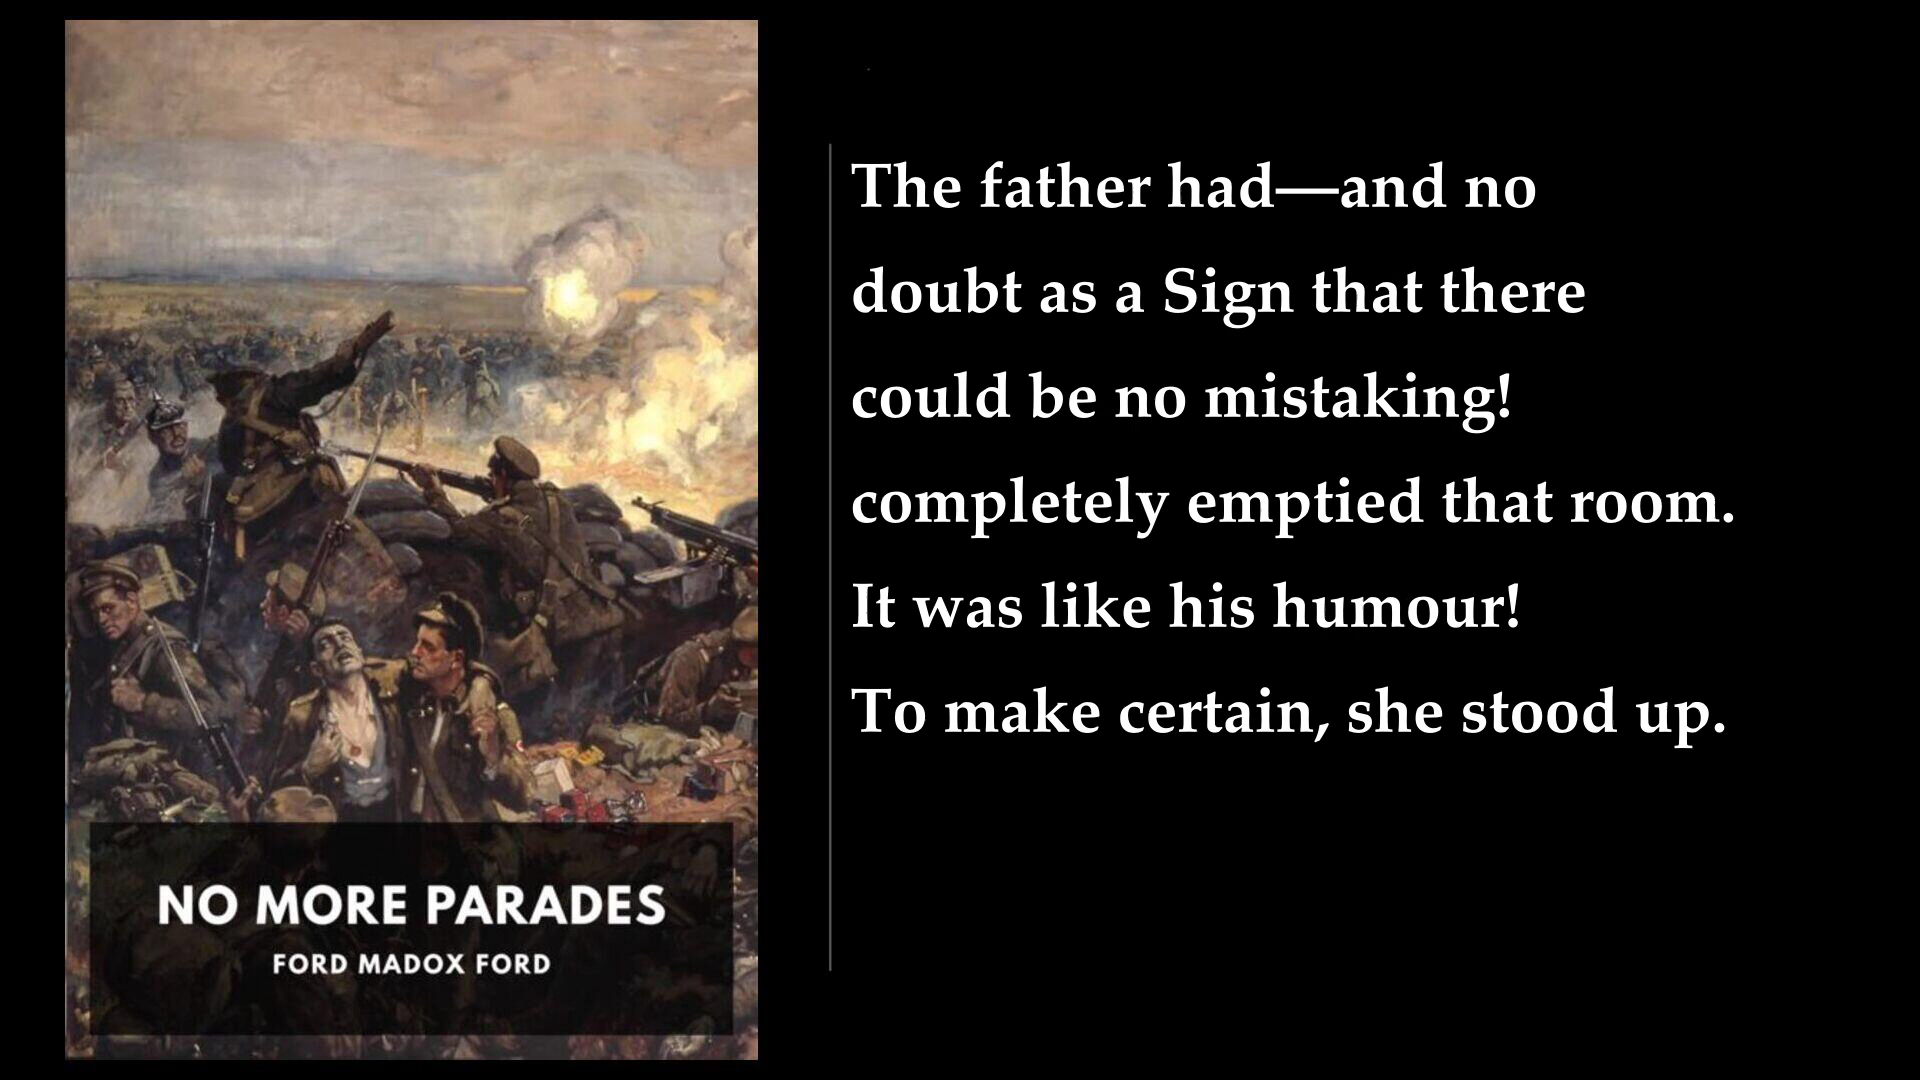 The father had—and no
doubt as a Sign that there
could be no mistaking!
completely emptied that room.
It was like his humour!
To make certain, she stood up.
NO MORE PARADES
FORD MADOX FORD